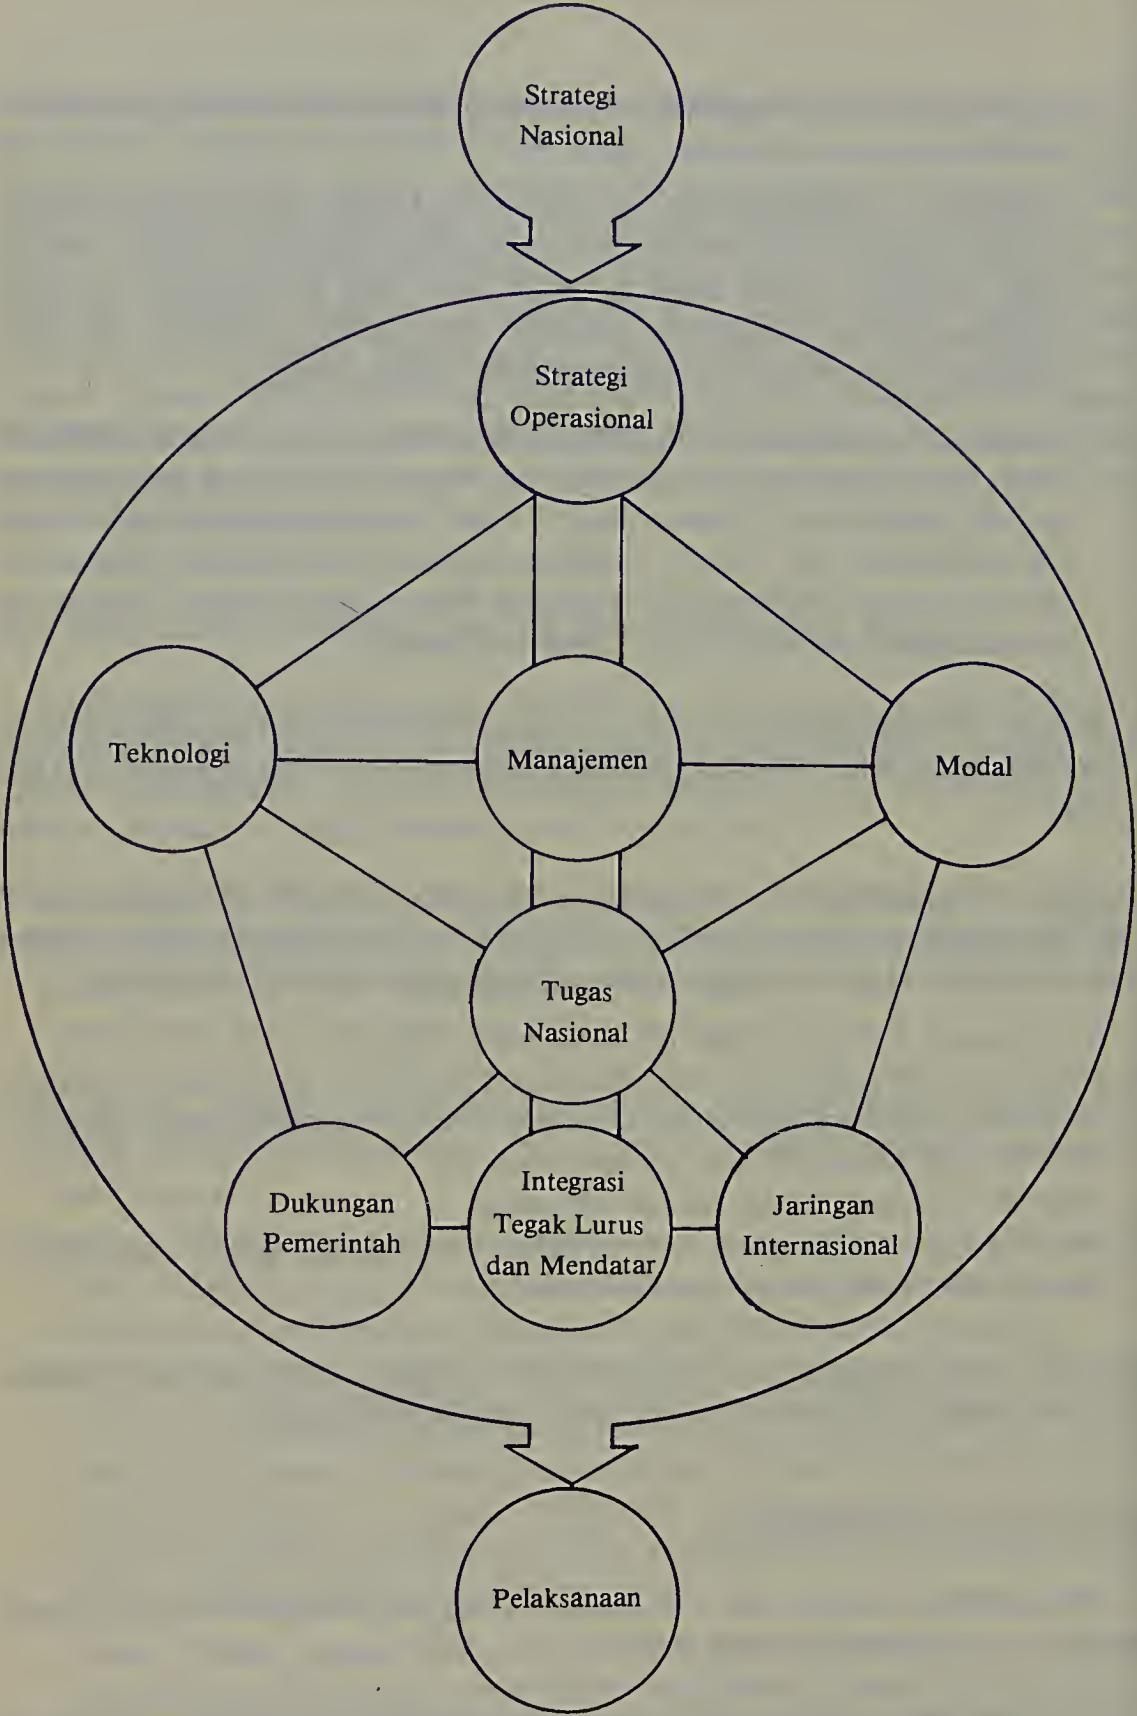 Strategi
Nasional
Strategi
Operasional
Teknologi
Manajemen
Modal
Tugas
Nasional
Dukungan
Pemerintah
Integrasi
Tegak Lurus
dan Mendatar
Jaringan
Internasional
Pelaksanaan